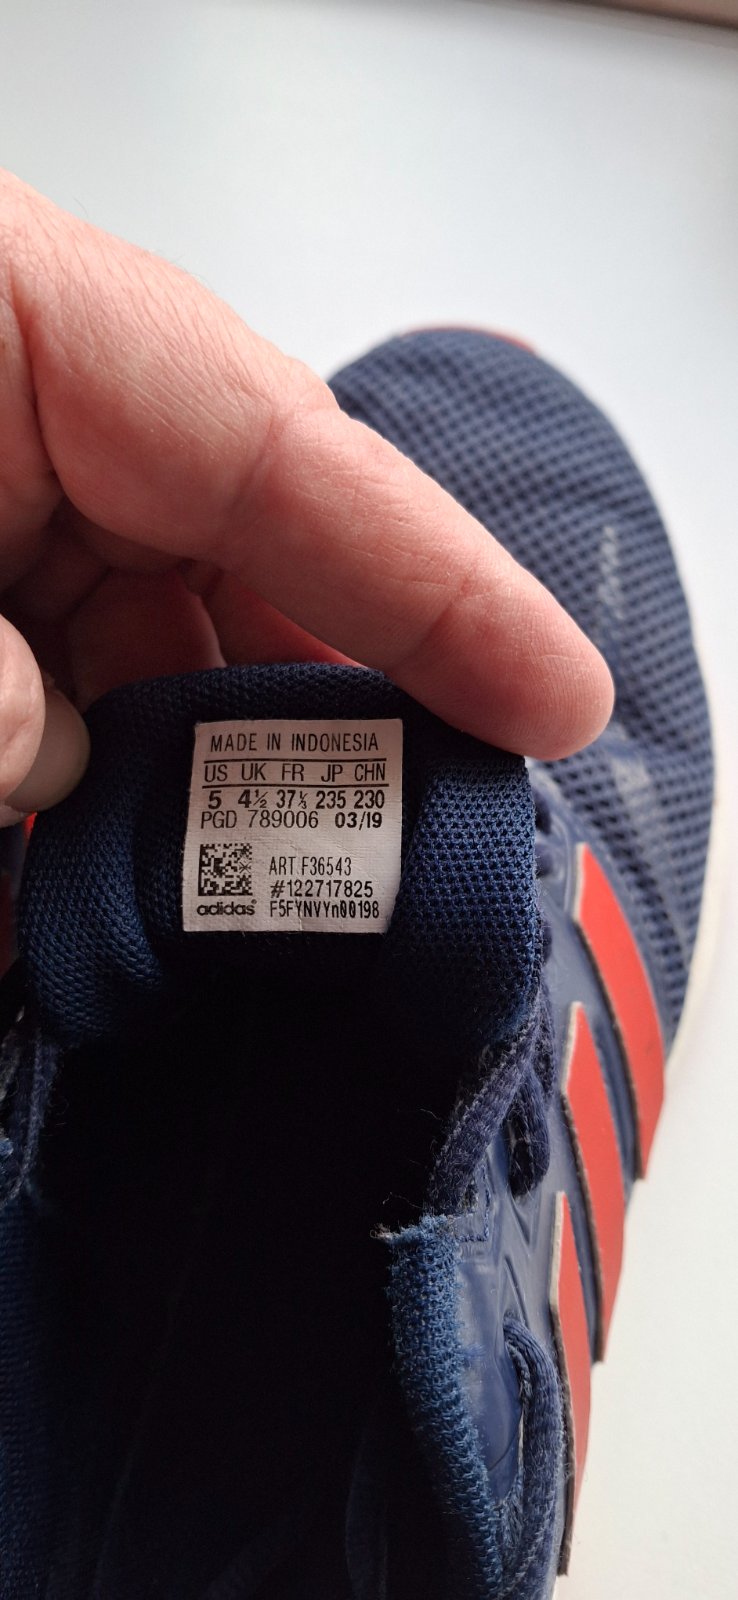 MADE IN INDONESIA
US UK FR JP CHN
5 4½ 37⅓ 235 230
PGD 789006 03/19
ART F36543
#122717825
adidas® F5FYNVYn00198